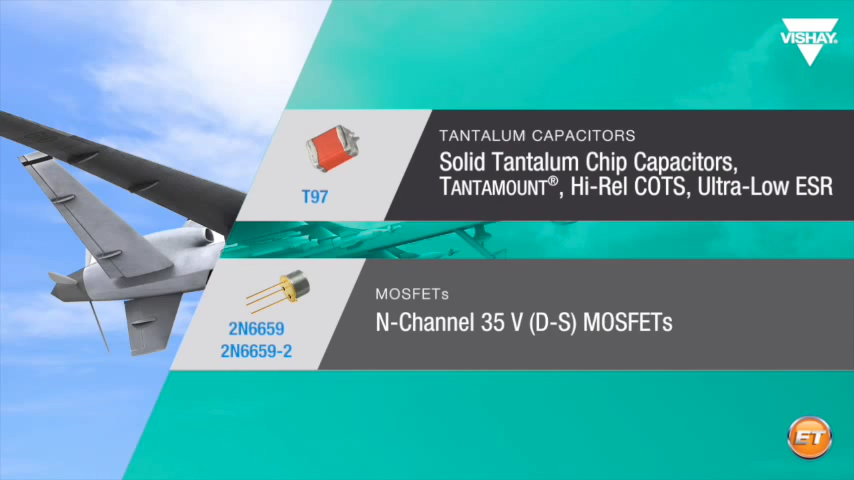 VISHAY®
TANTALUM CAPACITORS
Solid Tantalum Chip Capacitors,
TANTAMOUNT®, Hi-Rel COTS, Ultra-Low ESR
T97
MOSFETs
N-Channel 35 V (D-S) MOSFETs
2N6659
2N6659-2
ET